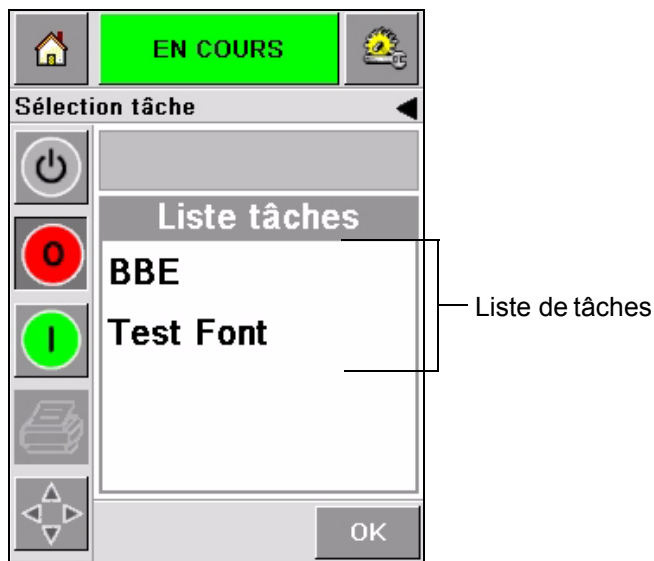 EN COURS
Sélection tâche
Liste tâches
O
BBE
Liste de tâches
I
Test Font
OK